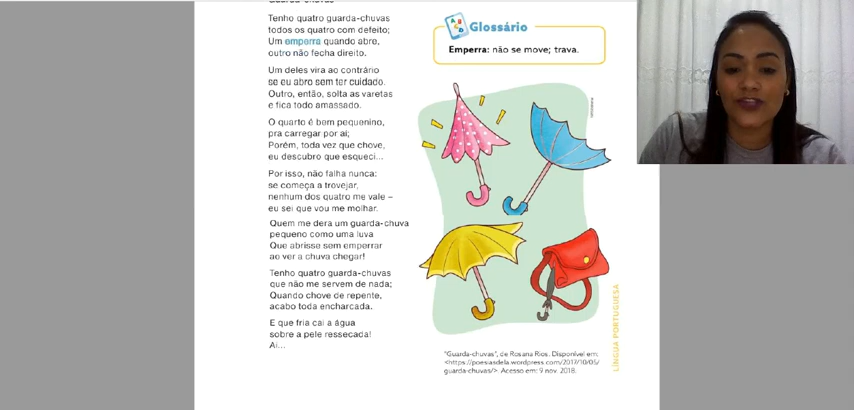 Guarda-chuvas
Tenho quatro guarda-chuvas
todos os quatro com defeito;
Um emperra quando abre,
outro não fecha direito.
Um deles vira ao contrário
se eu abro sem ter cuidado.
Outro, então, solta as varetas
e fica todo amassado.
O quarto é bem pequenino,
pra carregar por aí;
Porém, toda vez que chove,
eu descubro que esqueci...
Por isso, não falha nunca:
se começa a trovejar,
nenhum dos quatro me vale –
eu sei que vou me molhar.
Quem me dera um guarda-chuva
pequeno como uma luva
Que abrisse sem emperrar
ao ver a chuva chegar!
Tenho quatro guarda-chuvas
que não me servem de nada;
Quando chove de repente,
acabo toda encharcada.
E que fria cai a água
sobre a pele ressecada!
Ai...
Glossário
Emperra: não se move; trava.
"Guarda-chuvas", de Rosana Rios. Disponível em:
<https://poesiasdela.wordpress.com/2017/10/05/
guarda-chuvas/>. Acesso em: 9 nov. 2018.
LÍNGUA PORTUGUESA